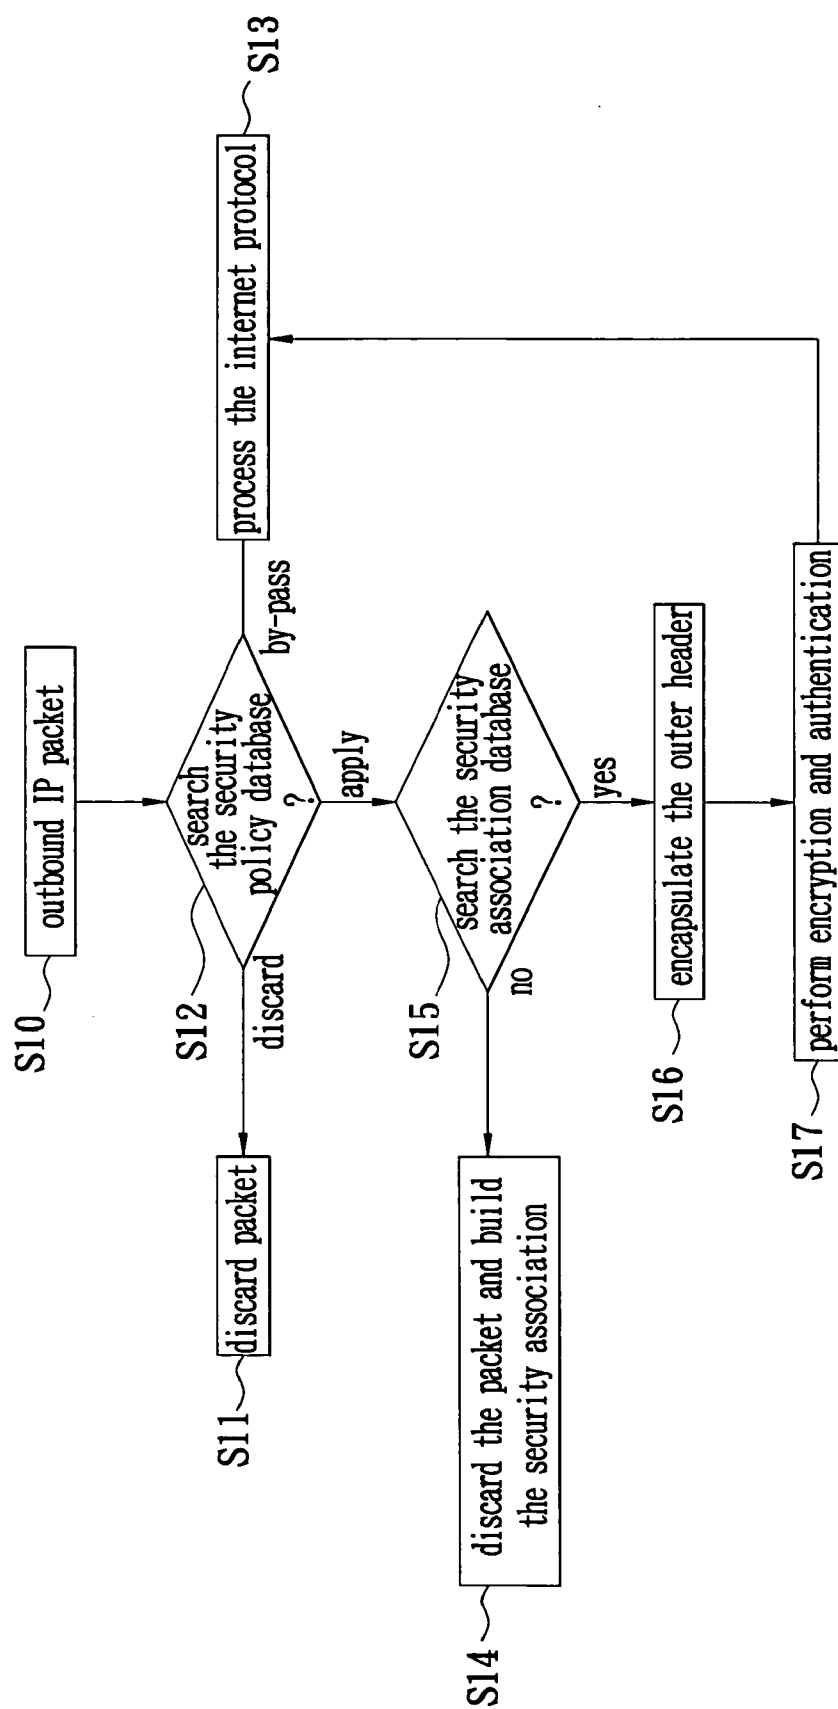 S10
outbound IP packet
S12
search
the security
policy database
?
discard
by-pass
apply
S11
discard packet
process the internet protocol
S13
S15
search the security
association database
?
no
yes
S14
discard the packet and build
the security association
S16
encapsulate the outer header
S17
perform encryption and authentication